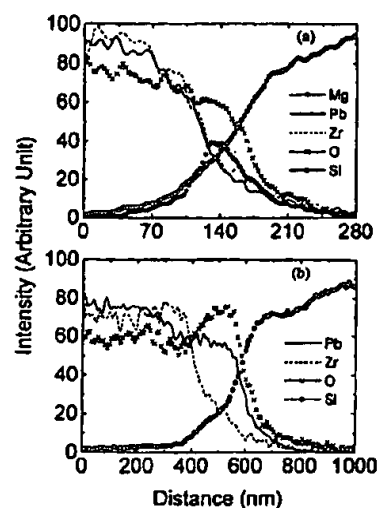 100
80
60
40
20
0
(a)
Mg
Pb
Zr
O
Si
0 70 140 210 280
Intensity (Arbitrary Unit)
100
80
60
40
20
0
(b)
Pb
Zr
O
Si
0 200 400 600 800 1000
Distance (nm)